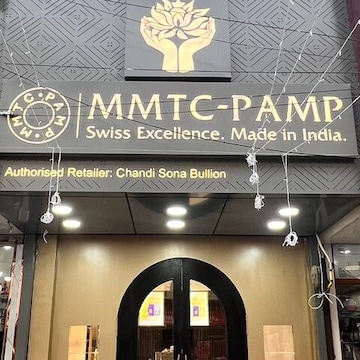 MMTC-PAMP
MMTC-PAMP
Swiss Excellence. Made in India.
Authorised Retailer: Chandi Sona Bullion